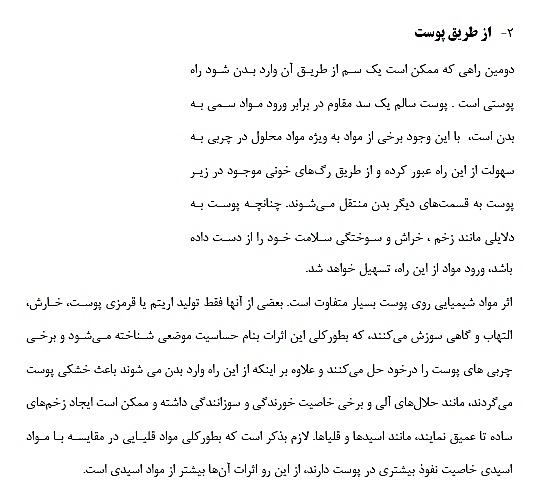 ۲- از طریق پوست
دومین راهی که ممکن است یک سم از طریق آن وارد بدن شود راه
پوستی است . پوست سالم یک سد مقاوم در برابر ورود مواد سمی به
بدن است، با این وجود برخی از مواد به ویژه مواد محلول در چربی به
سهولت از این راه عبور کرده و از طریق رگ‌های خونی موجود در زیر
پوست به قسمت‌های دیگر بدن منتقل می‌شوند. چنانچه پوست به
دلایلی مانند زخم ، خراش و سوختگی سلامت خود را از دست داده
باشد، ورود مواد از این راه، تسهیل خواهد شد.
اثر مواد شیمیایی روی پوست بسیار متفاوت است. بعضی از آنها فقط تولید اریتم یا قرمزی پوست، خارش،
التهاب و گاهی سوزش می‌کنند، که بطورکلی این اثرات بنام حساسیت موضعی شناخته می‌شود و برخی
چربی های پوست را درخود حل می‌کنند و علاوه بر اینکه از این راه وارد بدن می شوند باعث خشکی پوست
می‌گردند، مانند حلال‌های آلی و برخی خاصیت خورندگی و سوزانندگی داشته و ممکن است ایجاد زخم‌های
ساده تا عمیق نمایند، مانند اسیدها و قلیاها. لازم بذکر است که بطورکلی مواد قلیایی در مقایسه با مواد
اسیدی خاصیت نفوذ بیشتری در پوست دارند، از این رو اثرات آن‌ها بیشتر از مواد اسیدی است.